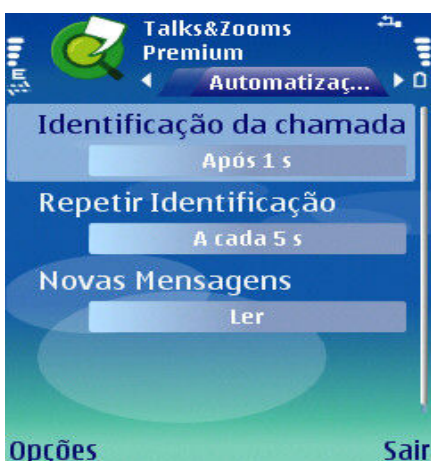 Talks&Zooms
Premium
Automatizaç...
Identificação da chamada
Após 1 s
Repetir Identificação
A cada 5 s
Novas Mensagens
Ler
Opções Sair